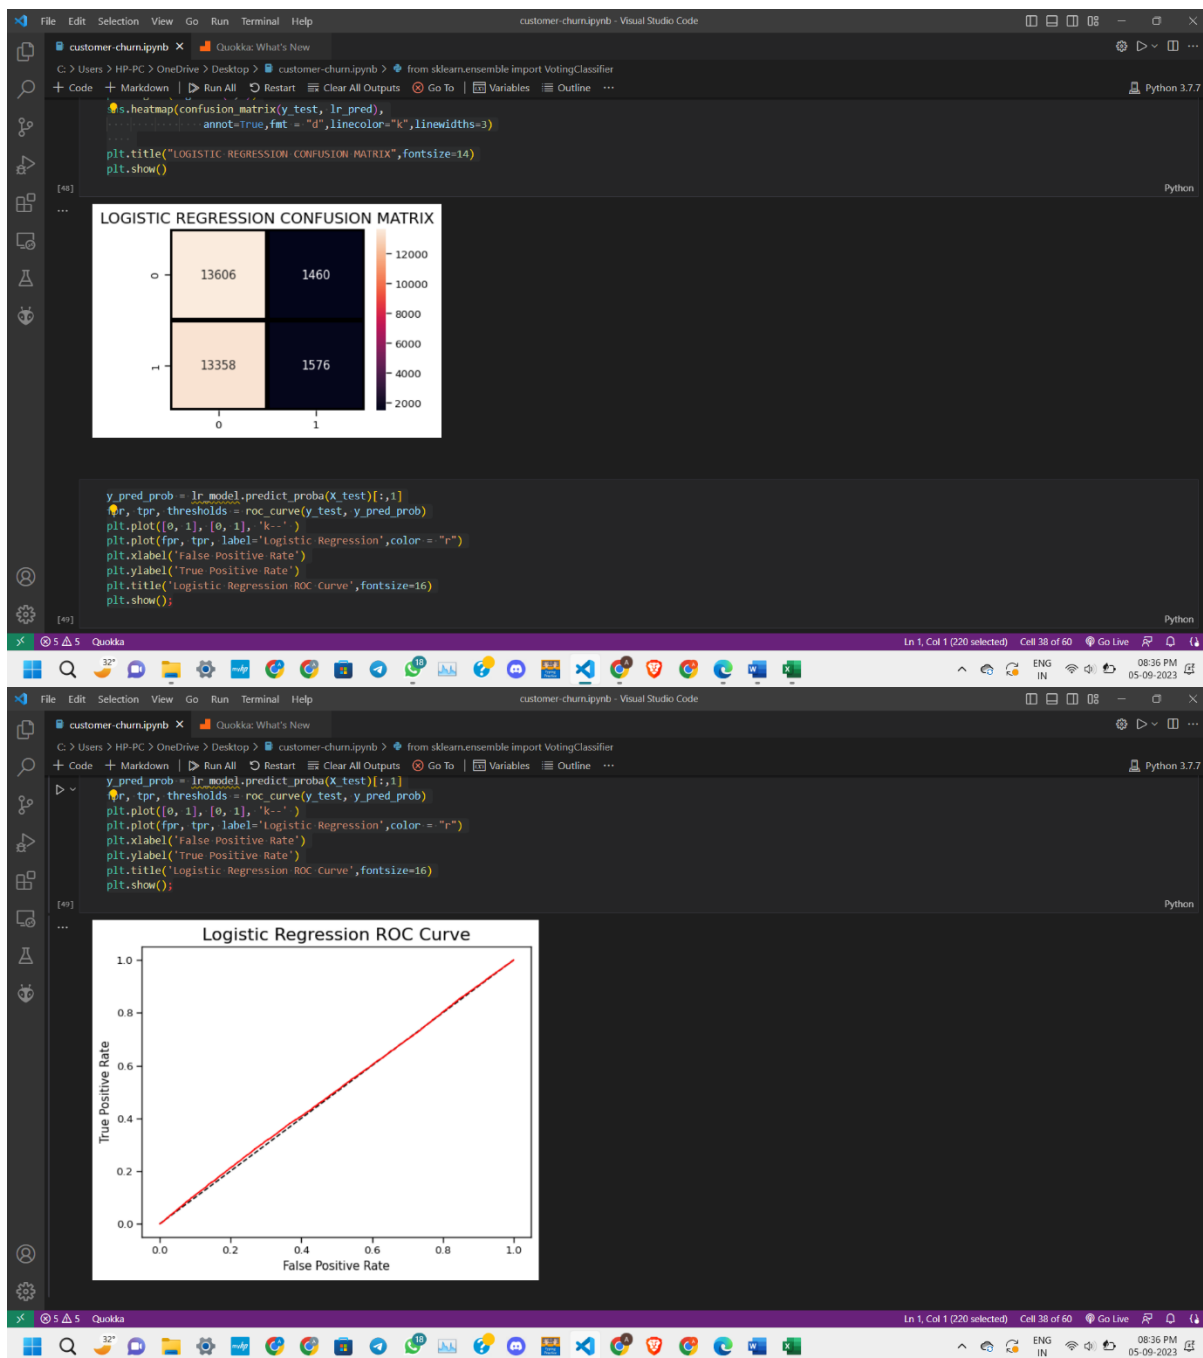 File Edit Selection View Go Run Terminal Help customer-churn.ipynb - Visual Studio Code
customer-churn.ipynb Quokka: What's New
C: > Users > HP-PC > OneDrive > Desktop > customer-churn.ipynb > from sklearn.ensemble import VotingClassifier
+ Code + Markdown | Run All Restart Clear All Outputs Go To | Variables Outline ··· Python 3.7.7
sns.heatmap(confusion_matrix(y_test, lr_pred),
annot=True,fmt = "d",linecolor="k",linewidths=3)
plt.title("LOGISTIC REGRESSION CONFUSION MATRIX",fontsize=14)
plt.show()
[48] Python
LOGISTIC REGRESSION CONFUSION MATRIX
12000
0 13606 1460
10000
8000
6000
1 13358 1576
4000
2000
0 1
y_pred_prob = lr_model.predict_proba(X_test)[:,1]
fpr, tpr, thresholds = roc_curve(y_test, y_pred_prob)
plt.plot([0, 1], [0, 1], 'k--' )
plt.plot(fpr, tpr, label='Logistic Regression',color = "r")
plt.xlabel('False Positive Rate')
plt.ylabel('True Positive Rate')
plt.title('Logistic Regression ROC Curve',fontsize=16)
plt.show();
[49] Python
5 5 Quokka Ln 1, Col 1 (220 selected) Cell 38 of 60 Go Live
32° 18 ENG IN 08:36 PM 05-09-2023
File Edit Selection View Go Run Terminal Help customer-churn.ipynb - Visual Studio Code
customer-churn.ipynb Quokka: What's New
C: > Users > HP-PC > OneDrive > Desktop > customer-churn.ipynb > from sklearn.ensemble import VotingClassifier
+ Code + Markdown | Run All Restart Clear All Outputs Go To | Variables Outline ··· Python 3.7.7
y_pred_prob = lr_model.predict_proba(X_test)[:,1]
fpr, tpr, thresholds = roc_curve(y_test, y_pred_prob)
plt.plot([0, 1], [0, 1], 'k--' )
plt.plot(fpr, tpr, label='Logistic Regression',color = "r")
plt.xlabel('False Positive Rate')
plt.ylabel('True Positive Rate')
plt.title('Logistic Regression ROC Curve',fontsize=16)
plt.show();
[49] Python
Logistic Regression ROC Curve
1.0
0.8
0.6
0.4
0.2
0.0
True Positive Rate
0.0 0.2 0.4 0.6 0.8 1.0
False Positive Rate
5 5 Quokka Ln 1, Col 1 (220 selected) Cell 38 of 60 Go Live
32° 18 ENG IN 08:36 PM 05-09-2023